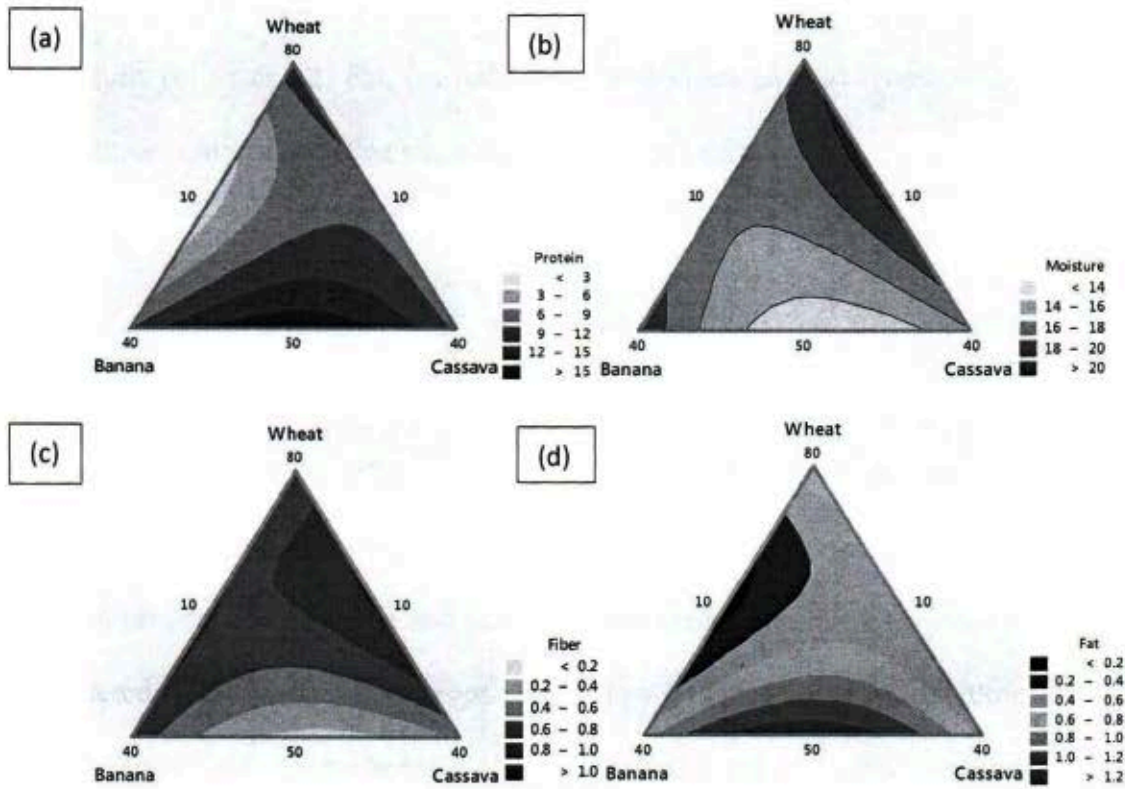 (a)
Wheat
80
10
10
40
50
40
Banana
Cassava
Protein
< 3
3 – 6
6 – 9
9 – 12
12 – 15
> 15
(b)
Wheat
80
10
40
50
40
Banana
Cassava
Moisture
< 14
14 – 16
16 – 18
18 – 20
> 20
(c)
Wheat
80
10
10
40
50
40
Banana
Cassava
Fiber
< 0.2
0.2 – 0.4
0.4 – 0.6
0.6 – 0.8
0.8 – 1.0
> 1.0
(d)
Wheat
80
10
10
40
50
40
Banana
Cassava
Fat
< 0.2
0.2 – 0.4
0.4 – 0.6
0.6 – 0.8
0.8 – 1.0
1.0 – 1.2
> 1.2